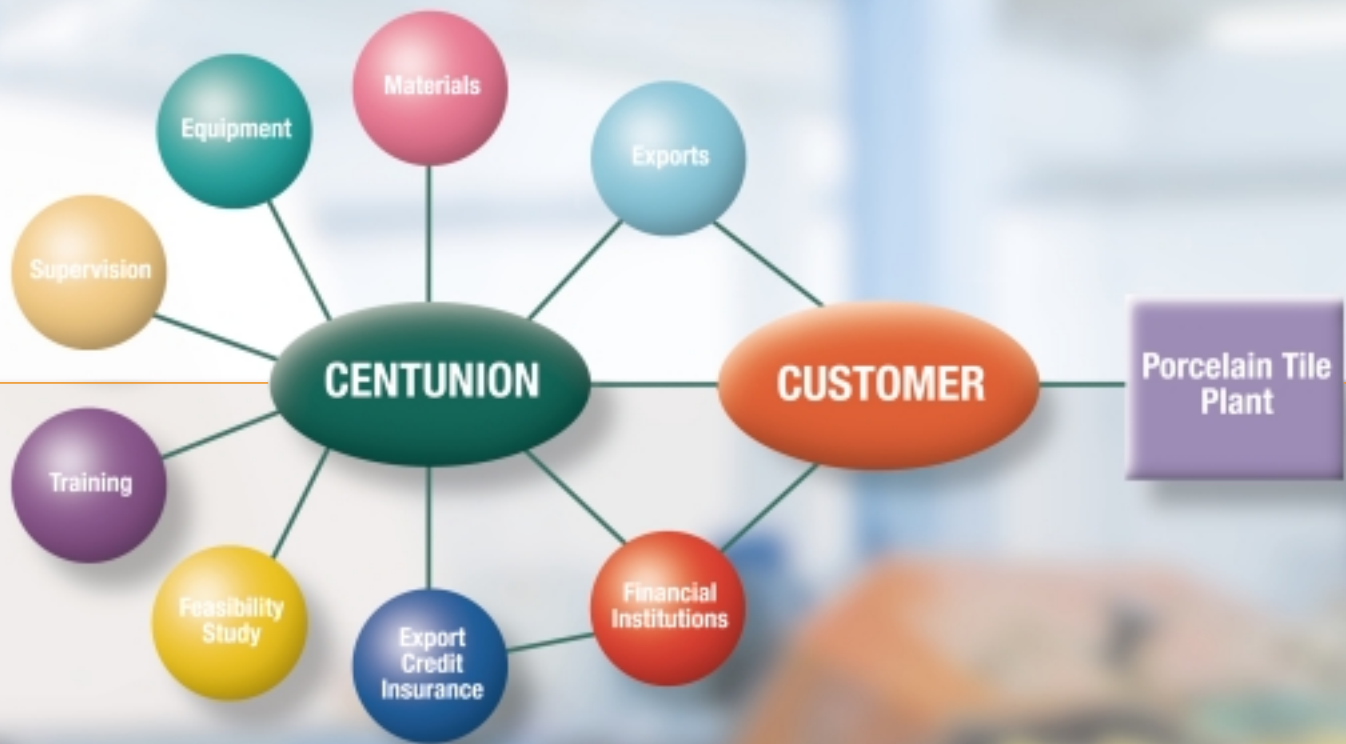 Materials
Equipment
Exports
Supervision
CENTUNION
CUSTOMER
Porcelain Tile
Plant
Training
Feasibility
Study
Export
Credit
Insurance
Financial
Institutions